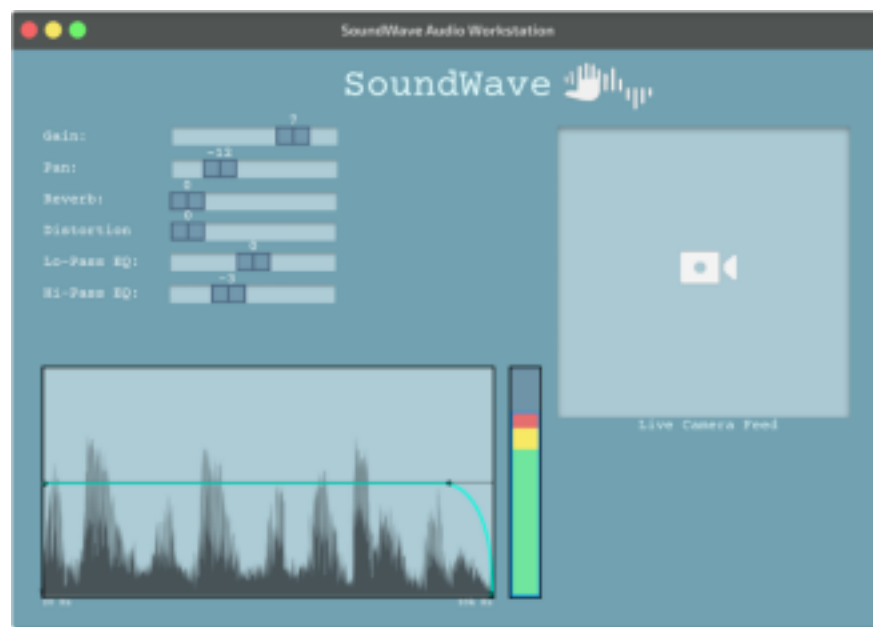 SoundWave Audio Workstation
SoundWave
Gain:
7
Pan:
-12
Reverb:
0
Distortion
0
Lo-Pass EQ:
0
Hi-Pass EQ:
-3
Live Camera Feed